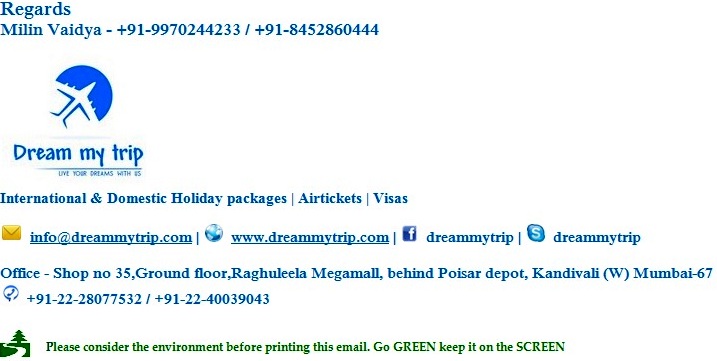 Regards
Milin Vaidya - +91-9970244233 / +91-8452860444
Dream my trip
LIVE YOUR DREAMS WITH US
International & Domestic Holiday packages | Airtickets | Visas
info@dreammytrip.com | www.dreammytrip.com | dreammytrip | dreammytrip
Office - Shop no 35,Ground floor,Raghuleela Megamall, behind Poisar depot, Kandivali (W) Mumbai-67
+91-22-28077532 / +91-22-40039043
Please consider the environment before printing this email. Go GREEN keep it on the SCREEN